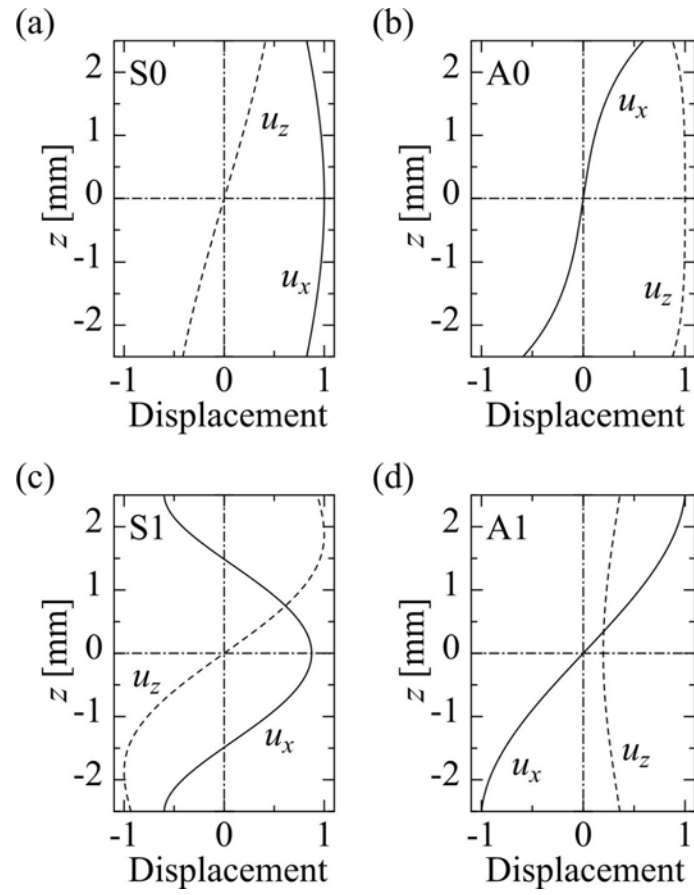 (a)
S0
u_z
u_x
z [mm]
2
1
0
-1
-2
-1 0 1
Displacement
(b)
A0
u_x
u_z
z [mm]
2
1
0
-1
-2
-1 0 1
Displacement
(c)
S1
u_z
u_x
z [mm]
2
1
0
-1
-2
-1 0 1
Displacement
(d)
A1
u_x
u_z
z [mm]
2
1
0
-1
-2
-1 0 1
Displacement